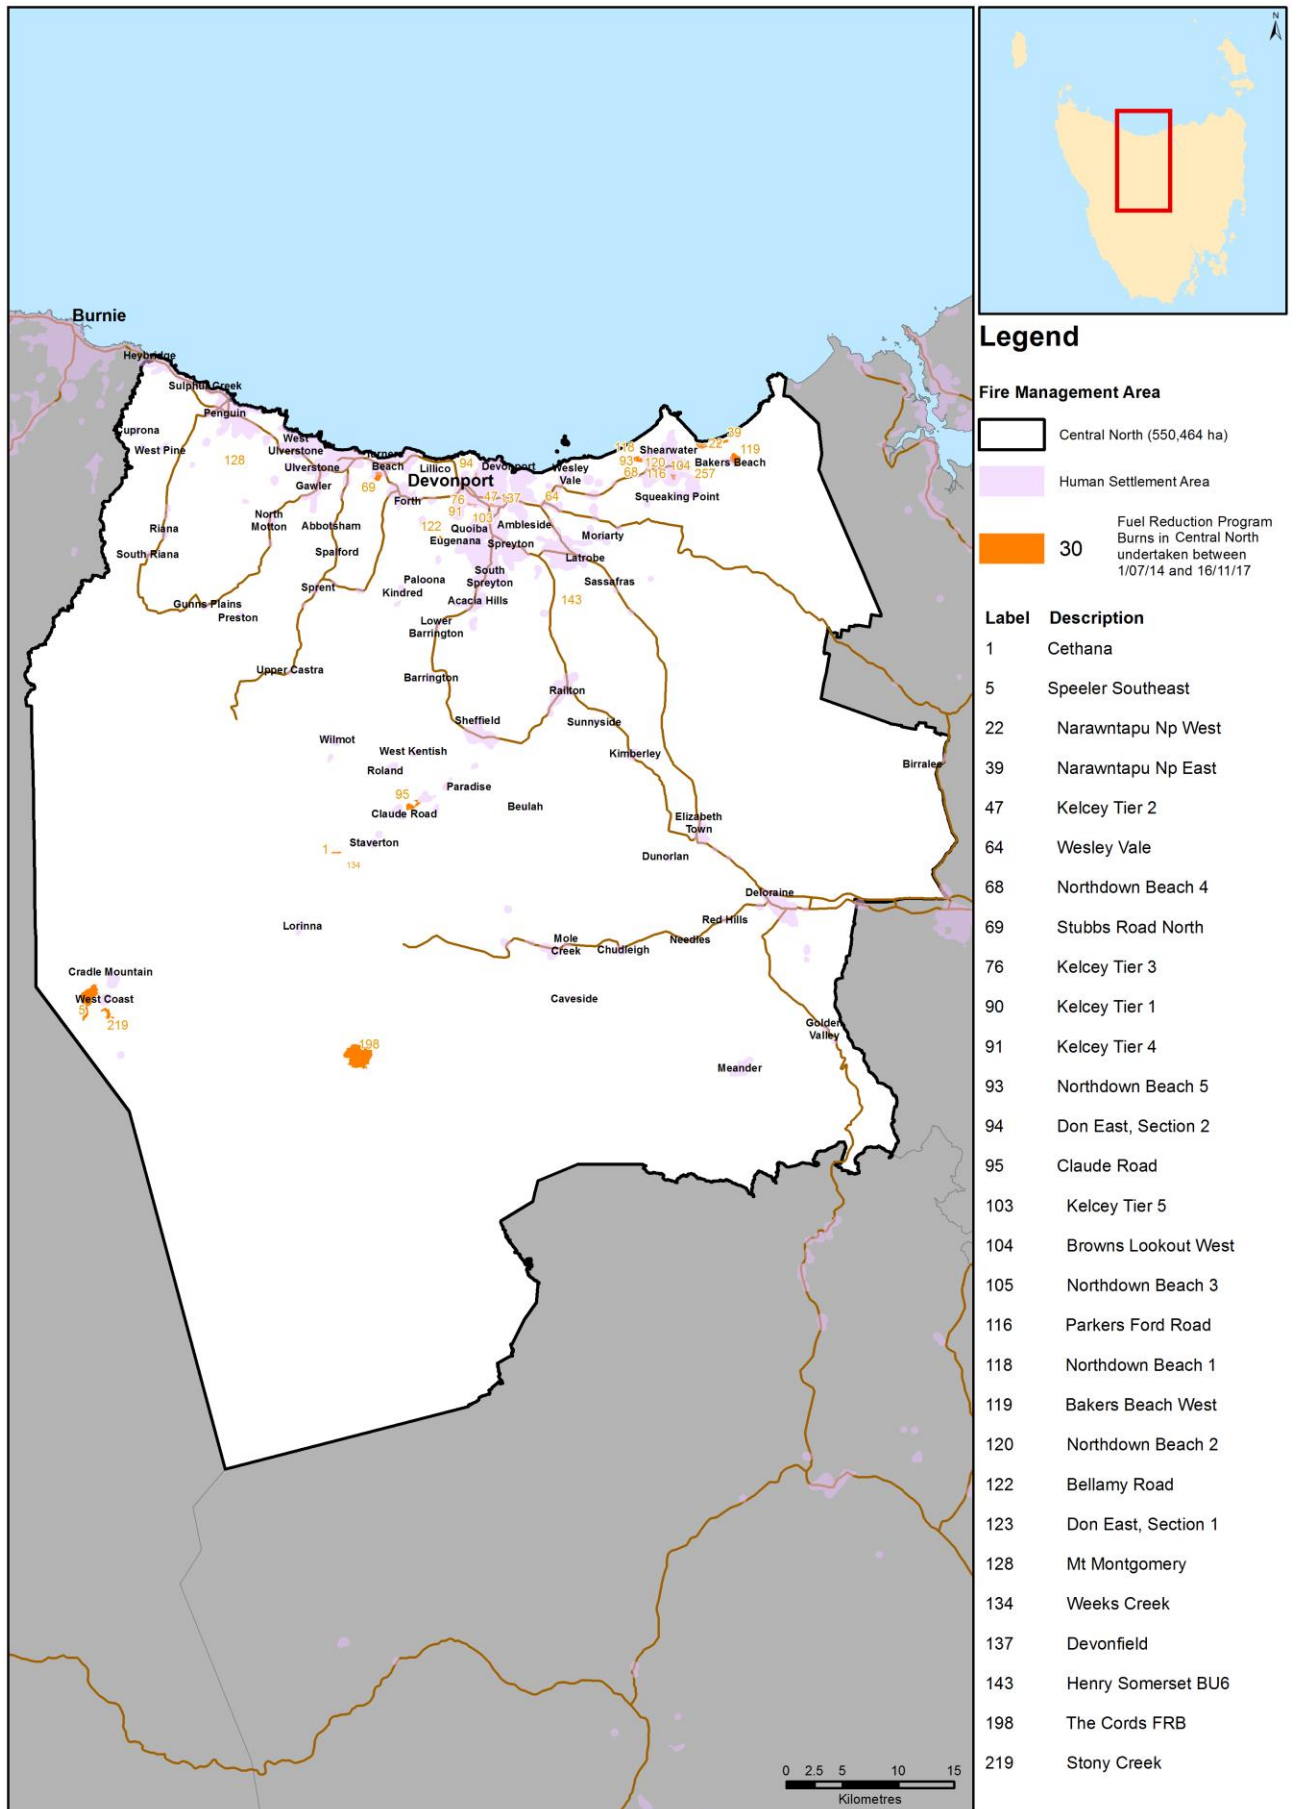 N
Burnie
Heybridge
Sulphur Creek
Penguin
Cuprona
West Pine
128
West
Ulverstone
Ulverstone
Gawler
Turners
Beach
69
Lillico
94
Devonport
Devonport
Forth
Wesley
Vale
118
Shearwater
22
39
119
93
120
104
Bakers Beach
68
116
257
Squeaking Point
76
47
137
64
91
103
122
Quoiba
Ambleside
Eugenana
Spreyton
Moriarty
Latrobe
Sassafras
North
Motton
Abbotsham
Spalford
Riana
South Riana
Sprent
Gunns Plains
Preston
Paloona
Kindred
South
Spreyton
Acacia Hills
143
Lower
Barrington
Upper Castra
Barrington
Railton
Sheffield
Sunnyside
Wilmot
West Kentish
Kimberley
Birralee
Roland
Paradise
95
Claude Road
Beulah
Elizabeth
Town
Staverton
1
134
Dunorlan
Deloraine
Lorinna
Red Hills
Mole
Creek
Chudleigh
Needles
Cradle Mountain
West Coast
5
219
Caveside
Golden
Valley
198
Meander
0 2.5 5 10 15
Kilometres
Legend
Fire Management Area
Central North (550,464 ha)
Human Settlement Area
30
Fuel Reduction Program
Burns in Central North
undertaken between
1/07/14 and 16/11/17
Label Description
1 Cethana
5 Speeler Southeast
22 Narawntapu Np West
39 Narawntapu Np East
47 Kelcey Tier 2
64 Wesley Vale
68 Northdown Beach 4
69 Stubbs Road North
76 Kelcey Tier 3
90 Kelcey Tier 1
91 Kelcey Tier 4
93 Northdown Beach 5
94 Don East, Section 2
95 Claude Road
103 Kelcey Tier 5
104 Browns Lookout West
105 Northdown Beach 3
116 Parkers Ford Road
118 Northdown Beach 1
119 Bakers Beach West
120 Northdown Beach 2
122 Bellamy Road
123 Don East, Section 1
128 Mt Montgomery
134 Weeks Creek
137 Devonfield
143 Henry Somerset BU6
198 The Cords FRB
219 Stony Creek